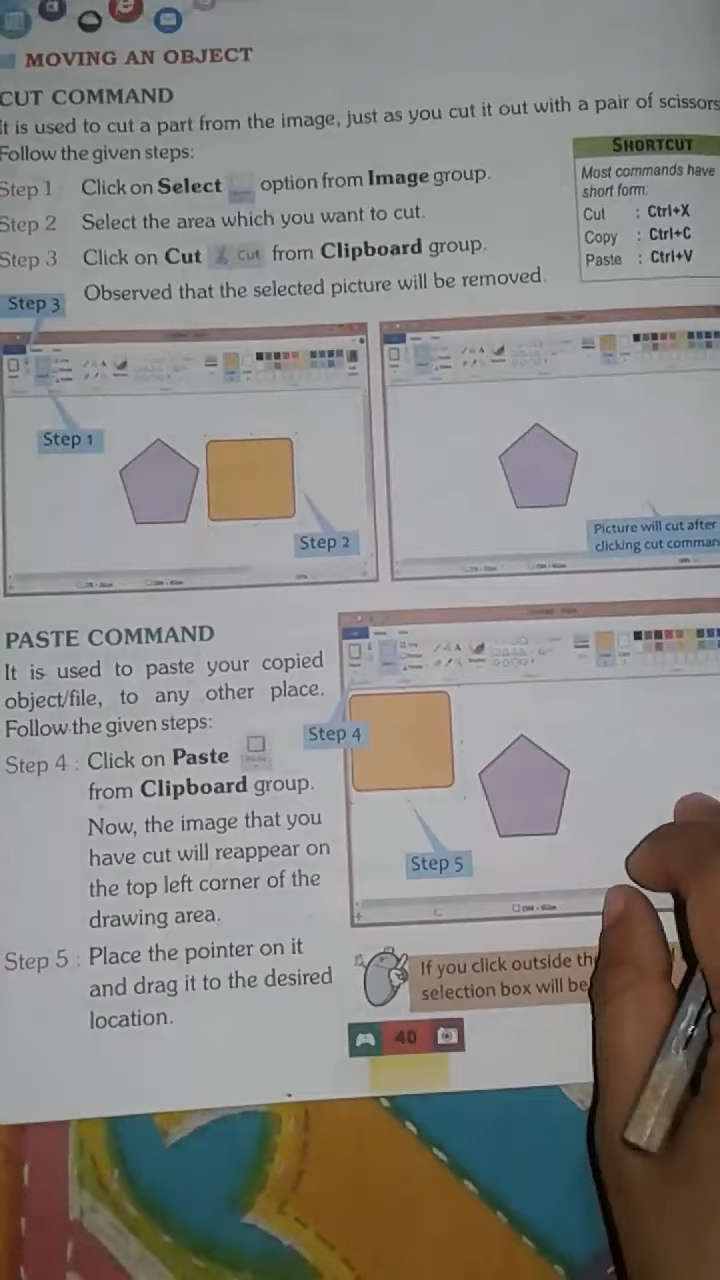 MOVING AN OBJECT
CUT COMMAND
It is used to cut a part from the image, just as you cut it out with a pair of scissors
Follow the given steps:
Step 1 Click on Select option from Image group.
Step 2 Select the area which you want to cut.
Step 3 Click on Cut Cut from Clipboard group.
Observed that the selected picture will be removed.
SHORTCUT
Most commands have
short form:
Cut : Ctrl+X
Copy : Ctrl+C
Paste : Ctrl+V
Step 3
Step 1
Step 2
Picture will cut after
clicking cut comman
PASTE COMMAND
It is used to paste your copied
object/file, to any other place.
Follow the given steps:
Step 4 : Click on Paste
from Clipboard group.
Now, the image that you
have cut will reappear on
the top left corner of the
drawing area.
Step 5 : Place the pointer on it
and drag it to the desired
location.
Step 4
Step 5
If you click outside th
selection box will be
40